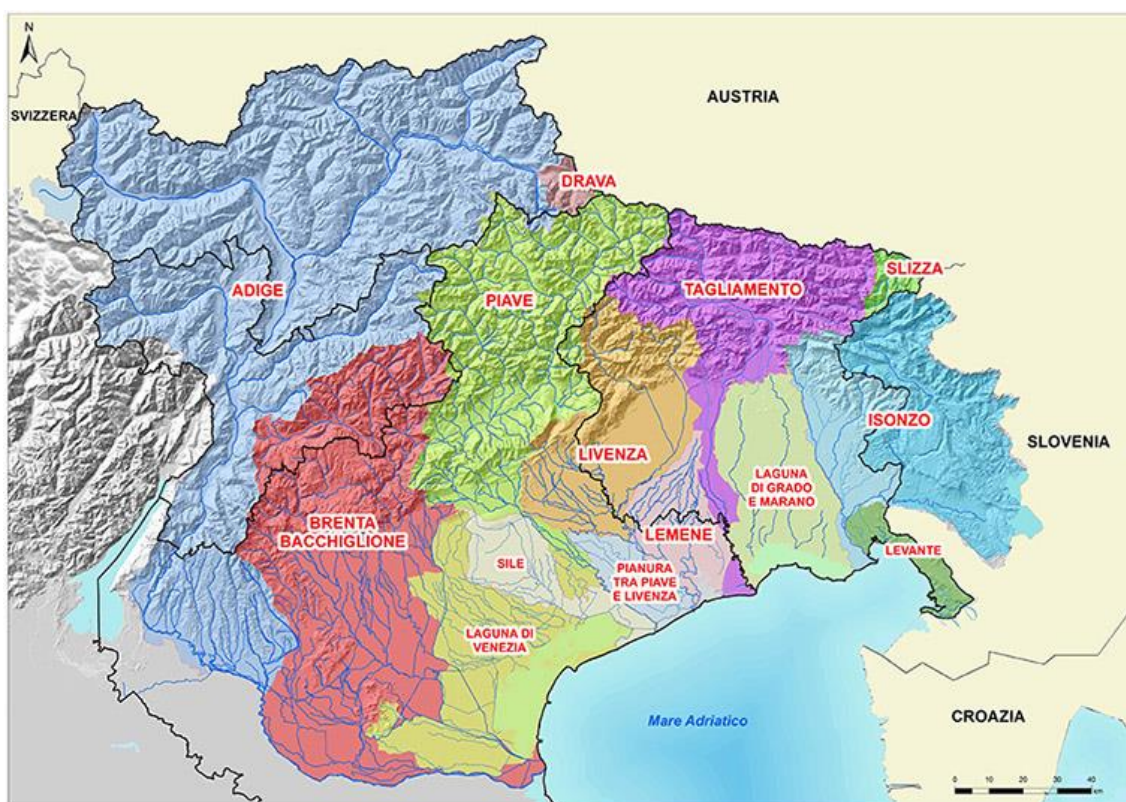 N
SVIZZERA
AUSTRIA
DRAVA
SLIZZA
ADIGE
PIAVE
TAGLIAMENTO
ISONZO
SLOVENIA
LIVENZA
LAGUNA
DI GRADO
E MARANO
BRENTA
BACCHIGLIONE
LEMENE
LEVANTE
SILE
PIANURA
TRA PIAVE
E LIVENZA
LAGUNA DI
VENEZIA
Mare Adriatico
CROAZIA
0 10 20 30 40
km